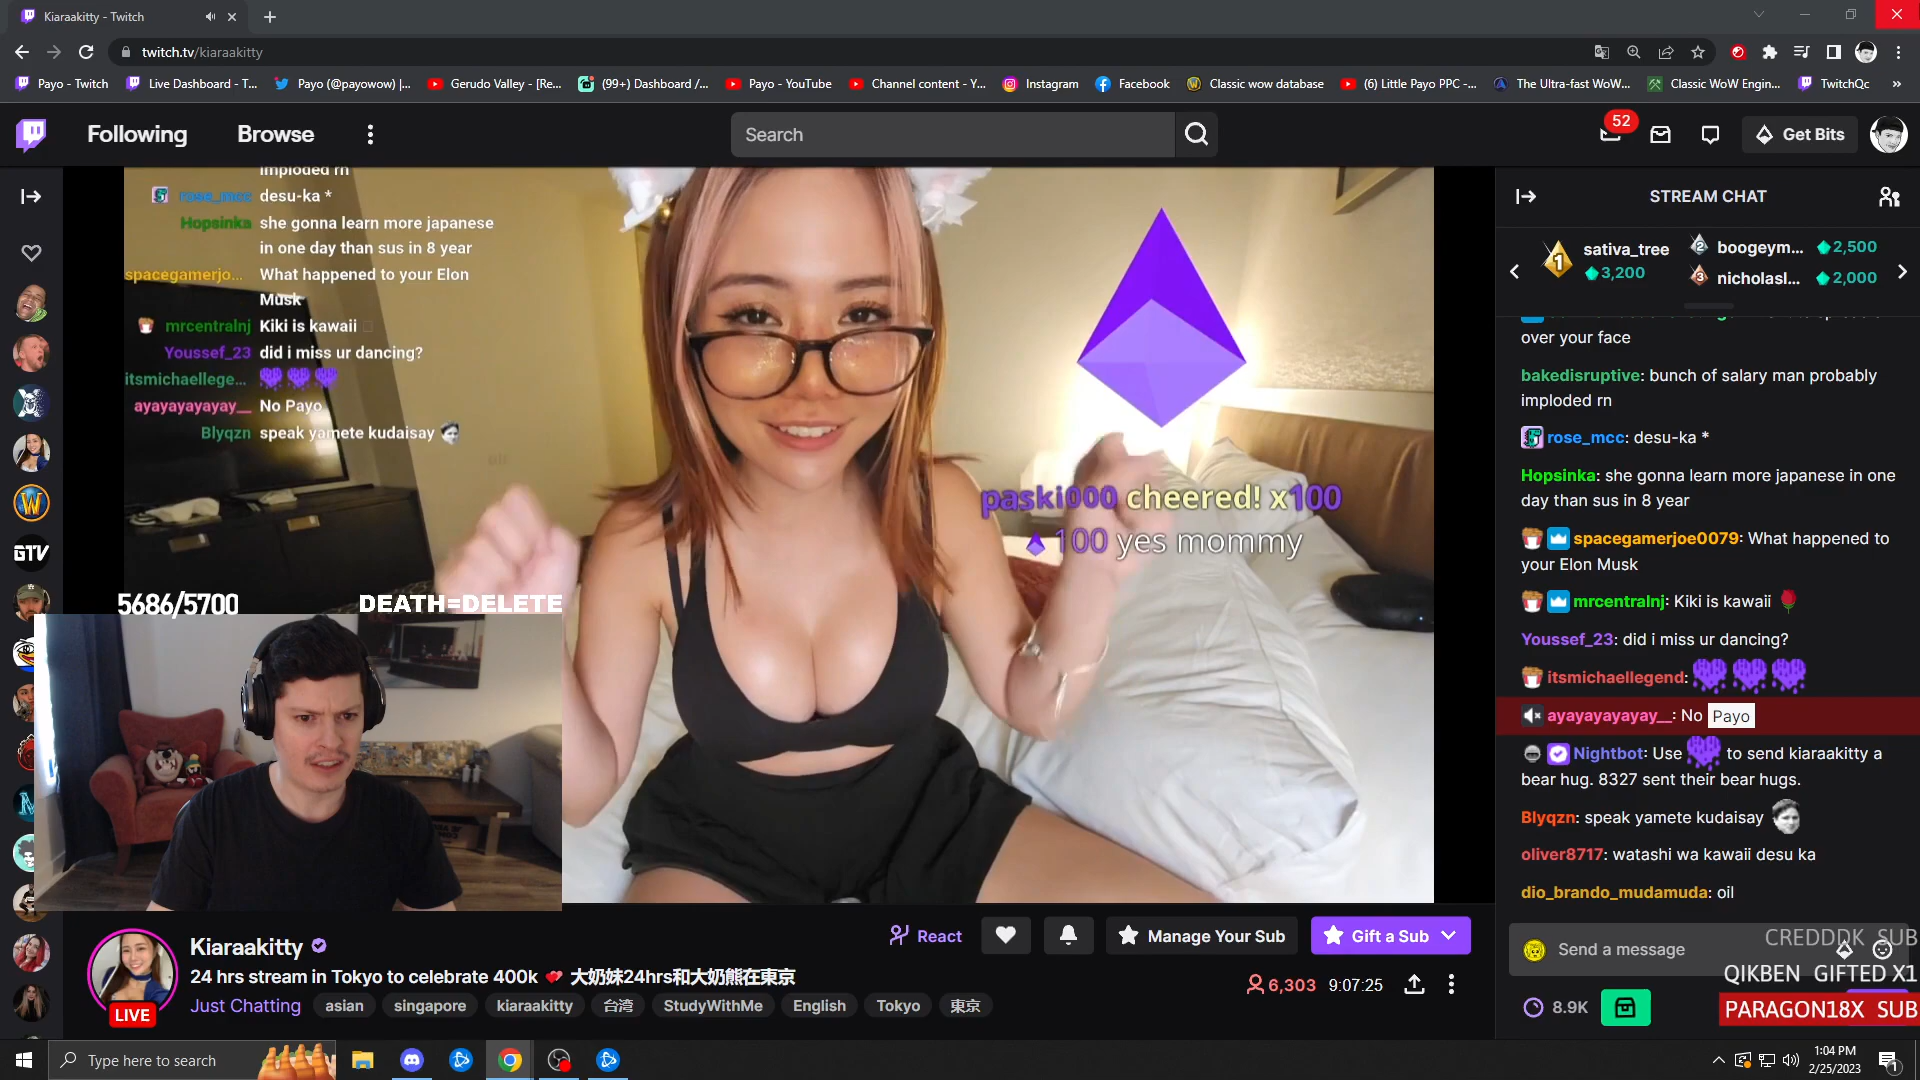 Kiaraakitty - Twitch
twitch.tv/kiaraakitty
Payo - Twitch
Live Dashboard - T...
Payo (@payowow) |...
Gerudo Valley - [Re...
(99+) Dashboard /...
Payo - YouTube
Channel content - Y...
Instagram
Facebook
Classic wow database
(6) Little Payo PPC -...
The Ultra-fast WoW...
Classic WoW Engin...
TwitchQc
Following
Browse
Search
52
Get Bits
imploded rn
rose_mcc desu-ka *
Hopsinka she gonna learn more japanese
in one day than sus in 8 year
spacegamerjo... What happened to your Elon
Musk
mrcentralnj Kiki is kawaii
Youssef_23 did i miss ur dancing?
itsmichaellege...
ayayayayayay__ No Payo
Blyqzn speak yamete kudaisay
paski000 cheered! x100
100 yes mommy
5686/5700
DEATH=DELETE
GTV
STREAM CHAT
1 sativa_tree
3,200
2 boogeym... 2,500
3 nicholasl... 2,000
over your face
bakedisruptive: bunch of salary man probably
imploded rn
rose_mcc: desu-ka *
Hopsinka: she gonna learn more japanese in one
day than sus in 8 year
spacegamerjoe0079: What happened to
your Elon Musk
mrcentralnj: Kiki is kawaii
Youssef_23: did i miss ur dancing?
itsmichaellegend:
ayayayayayay__: No Payo
Nightbot: Use to send kiaraakitty a
bear hug. 8327 sent their bear hugs.
Blyqzn: speak yamete kudaisay
oliver8717: watashi wa kawaii desu ka
dio_brando_mudamuda: oil
Send a message
CREDDDK SUB
QIKBEN GIFTED X1
PARAGON18X SUB
8.9K
React
Manage Your Sub
Gift a Sub
LIVE
Kiaraakitty
24 hrs stream in Tokyo to celebrate 400k 大奶妹24hrs和大奶熊在東京
Just Chatting
asian
singapore
kiaraakitty
台湾
StudyWithMe
English
Tokyo
東京
6,303
9:07:25
Type here to search
1:04 PM
2/25/2023
1